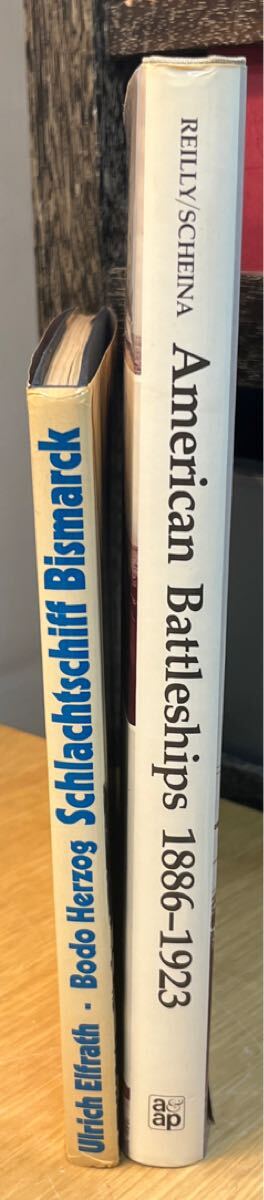 Ulrich Elfrath · Bodo Herzog Schlachtschiff Bismarck
REILLY/SCHEINA American Battleships 1886–1923
a&
ap